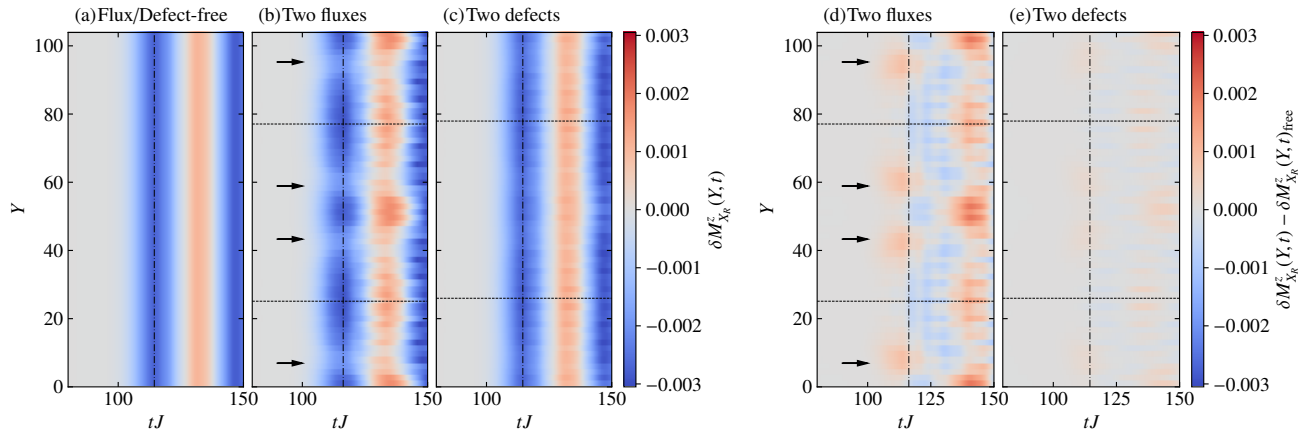 (a) Flux/Defect-free
(b) Two fluxes
(c) Two defects
(d) Two fluxes
(e) Two defects
100
80
60
40
20
0
Y
100
150
tJ
100
150
tJ
100
150
tJ
0.003
0.002
0.001
0.000
−0.001
−0.002
−0.003
δM^z_{X_R}(Y, t)
100
80
60
40
20
0
Y
100
125
150
tJ
100
125
150
tJ
0.003
0.002
0.001
0.000
−0.001
−0.002
−0.003
δM^z_{X_R}(Y, t) − δM^z_{X_R}(Y, t)_{free}